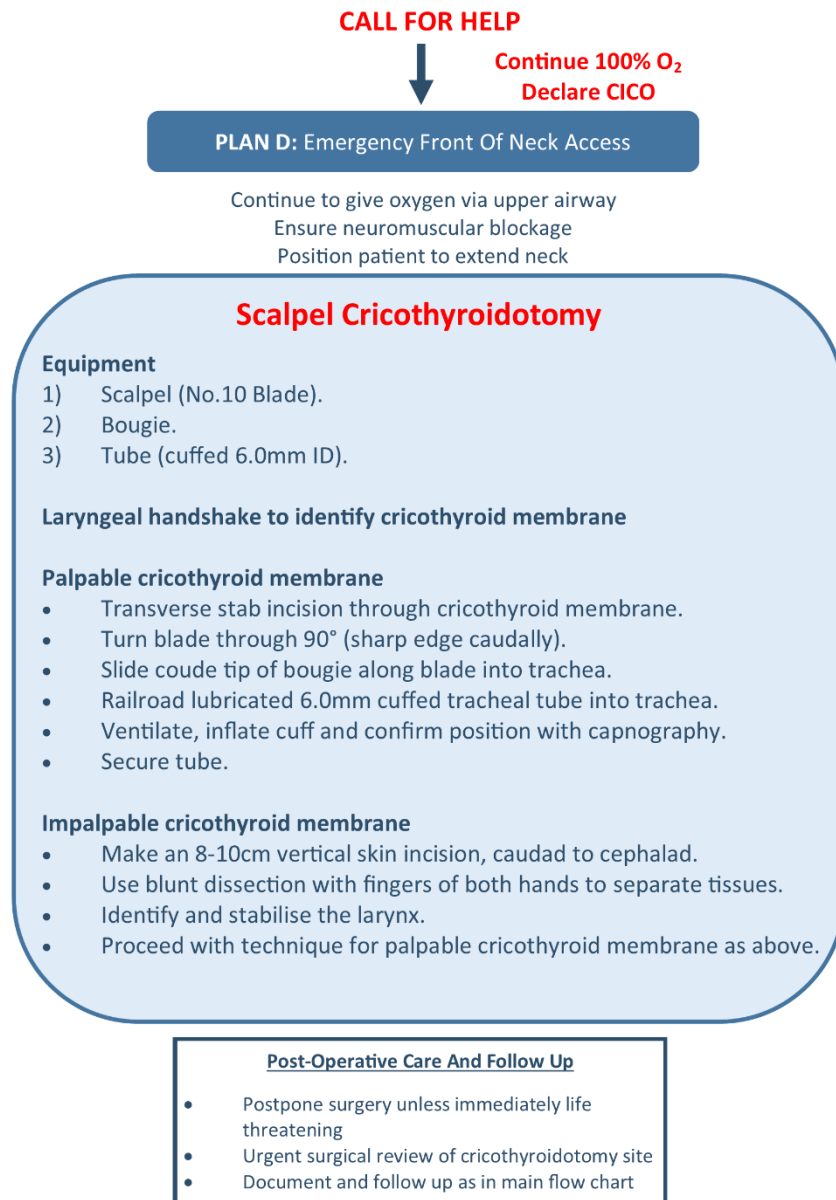 CALL FOR HELP
Continue 100% O₂
Declare CICO
PLAN D: Emergency Front Of Neck Access
Continue to give oxygen via upper airway
Ensure neuromuscular blockage
Position patient to extend neck
Scalpel Cricothyroidotomy
Equipment
1) Scalpel (No.10 Blade).
2) Bougie.
3) Tube (cuffed 6.0mm ID).
Laryngeal handshake to identify cricothyroid membrane
Palpable cricothyroid membrane
• Transverse stab incision through cricothyroid membrane.
• Turn blade through 90° (sharp edge caudally).
• Slide coude tip of bougie along blade into trachea.
• Railroad lubricated 6.0mm cuffed tracheal tube into trachea.
• Ventilate, inflate cuff and confirm position with capnography.
• Secure tube.
Impalpable cricothyroid membrane
• Make an 8-10cm vertical skin incision, caudad to cephalad.
• Use blunt dissection with fingers of both hands to separate tissues.
• Identify and stabilise the larynx.
• Proceed with technique for palpable cricothyroid membrane as above.
Post-Operative Care And Follow Up
• Postpone surgery unless immediately life
threatening
• Urgent surgical review of cricothyroidotomy site
• Document and follow up as in main flow chart